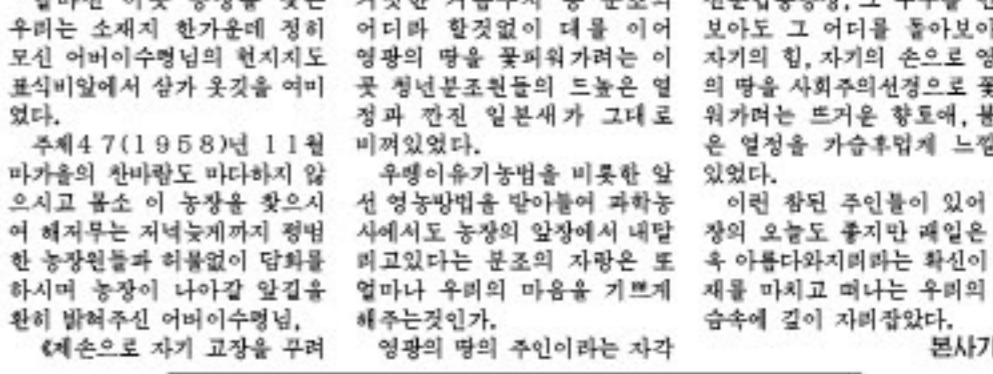 우리는 소재지 한가운데 정히
모신 어버이수령님의 현지지도
표식비앞에서 삼가 옷깃을 여미
였다.
주체47(1958)년 11월
마가을의 찬바람도 마다하지 않
으시고 몸소 이 농장을 찾으시
여 해저무는 저녁늦게까지 평범
한 농장원들과 허물없이 담화를
하시며 농장이 나아갈 앞길을
환히 밝혀주신 어버이수령님,
《제손으로 자기 고장을 꾸려
어디라 할것없이 대를 이어
영광의 땅을 꽃피워가려는 이
곳 청년분조원들의 드높은 열
정과 깐진 일본새가 그대로
비껴있었다.
우렝이유기농법을 비롯한 앞
선 영농방법을 받아들여 과학농
사에서도 농장의 앞장에서 내달
리고있다는 분조의 자랑은 또
얼마나 우리의 마음을 기쁘게
해주는것인가.
영광의 땅의 주인이라는 자각
보아도 그 어디를 돌아보아
자기의 힘, 자기의 손으로
의 땅을 사회주의선경으로
워가려는 뜨거운 향토애,
은 열정을 가슴후덥게
있었다.
이런 참된 주인들이 있어
장의 오늘도 좋지만 래일은
욱 아름다와지리라는 확신이
재를 마치고 떠나는 우리의
슴속에 깊이 자리잡았다.
본사기